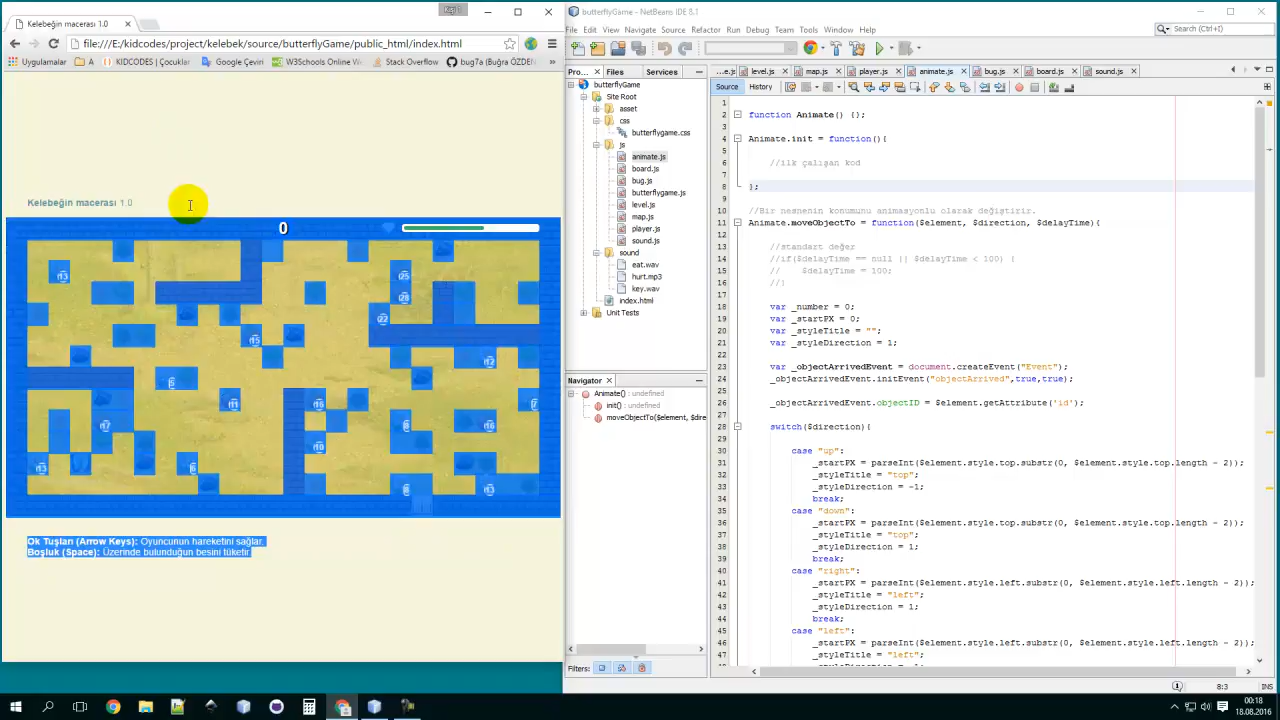 Kelebeğin macerası 1.0
file:///E:/kidcodes/project/kelebek/source/butterflyGame/public_html/index.html
Uygulamalar A KIDCODES | Çocuklar Google Çeviri W3Schools Online We Stack Overflow bug7a (Buğra ÖZDEN »
Kelebeğin macerası 1.0
0
Ok Tuşları (Arrow Keys): Oyuncunun hareketini sağlar.
Boşluk (Space): Üzerinde bulunduğun besini tüketir.
butterflyGame - NetBeans IDE 8.1
File Edit View Navigate Source Refactor Run Debug Team Tools Window Help
Search (Ctrl+I)
Pro... Files Services
butterflyGame
Site Root
asset
css
butterflygame.css
js
animate.js
board.js
bug.js
butterflygame.js
level.js
map.js
player.js
sound.js
sound
eat.wav
hurt.mp3
key.wav
index.html
Unit Tests
Navigator
Animate() : undefined
init() : undefined
moveObjectTo($element, $dire
Filters:
...e.js level.js map.js player.js animate.js bug.js board.js sound.js
Source History
1
2 function Animate() {};
3
4 Animate.init = function(){
5
6 //ilk çalışan kod
7
8 };
9
10 //Bir nesnenin konumunu animasyonlu olarak değiştirir.
11 Animate.moveObjectTo = function($element, $direction, $delayTime){
12
13 //standart değer
14 //if($delayTime == null || $delayTime < 100) {
15 // $delayTime = 100;
16 //}
17
18 var _number = 0;
19 var _startPX = 0;
20 var _styleTitle = "";
21 var _styleDirection = 1;
22
23 var _objectArrivedEvent = document.createEvent("Event");
24 _objectArrivedEvent.initEvent("objectArrived",true,true);
25
26 _objectArrivedEvent.objectID = $element.getAttribute('id');
27
28 switch($direction){
29
30 case "up":
31 _startPX = parseInt($element.style.top.substr(0, $element.style.top.length - 2));
32 _styleTitle = "top";
33 _styleDirection = -1;
34 break;
35 case "down":
36 _startPX = parseInt($element.style.top.substr(0, $element.style.top.length - 2));
37 _styleTitle = "top";
38 _styleDirection = 1;
39 break;
40 case "right":
41 _startPX = parseInt($element.style.left.substr(0, $element.style.left.length - 2));
42 _styleTitle = "left";
43 _styleDirection = 1;
44 break;
45 case "left":
46 _startPX = parseInt($element.style.left.substr(0, $element.style.left.length - 2));
47 _styleTitle = "left";
8:3 INS
00:18
18.08.2016